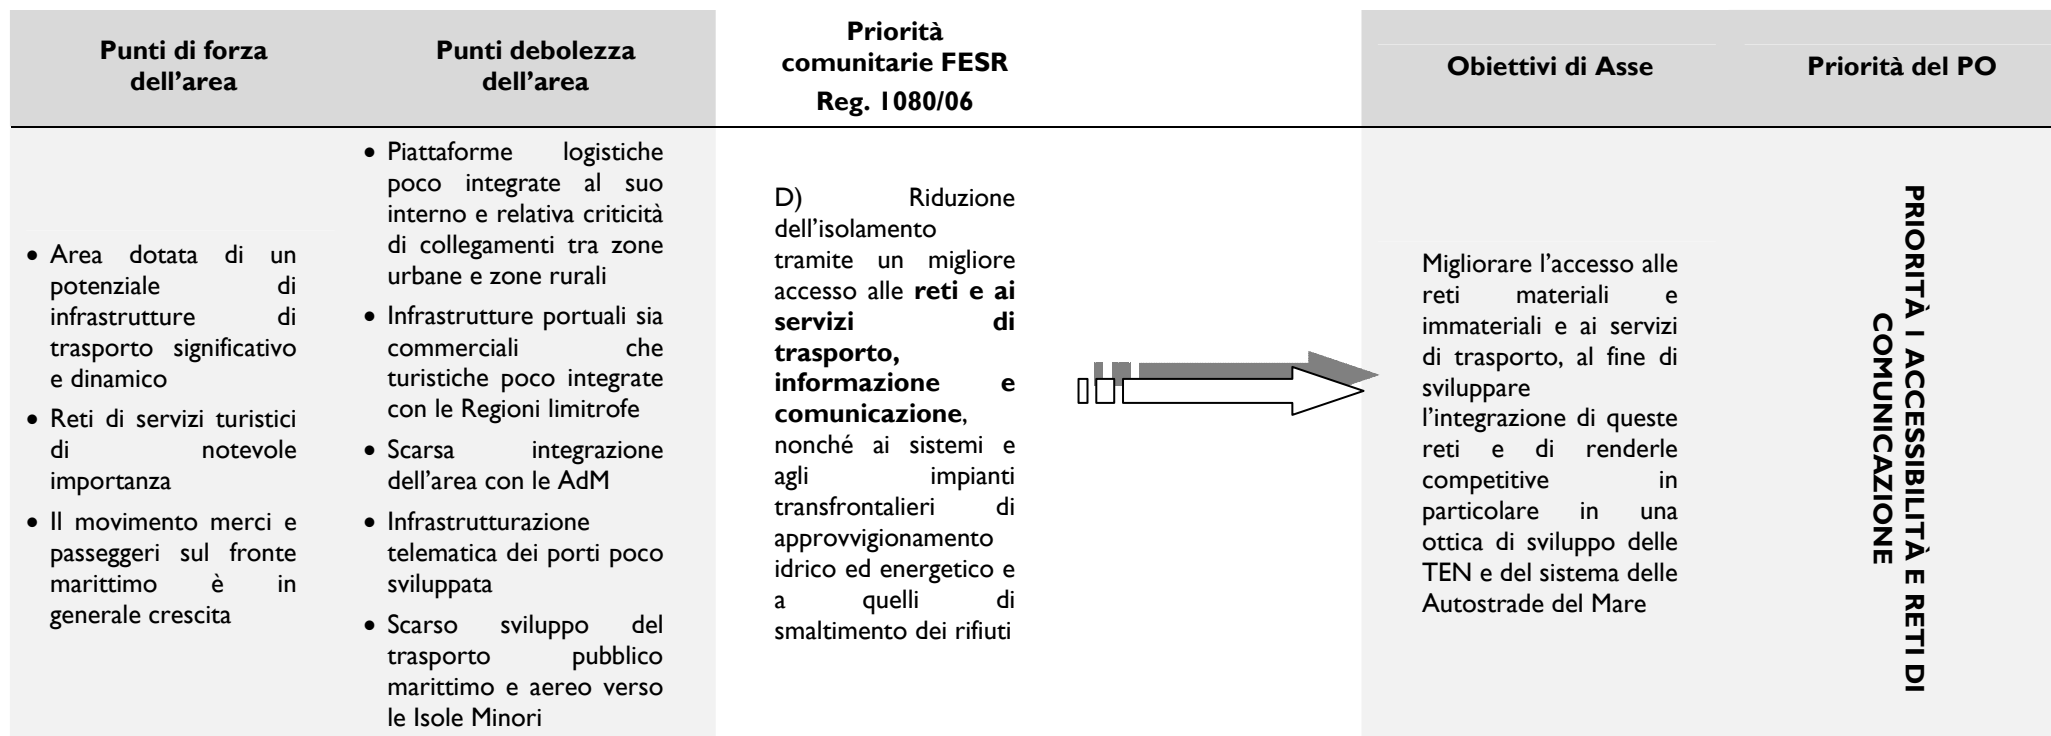 Punti di forza
dell'area
Punti debolezza
dell'area
Priorità
comunitarie FESR
Reg. 1080/06
Obiettivi di Asse
Priorità del PO
• Area dotata di un
potenziale di
infrastrutture di
trasporto significativo
e dinamico
• Reti di servizi turistici
di notevole
importanza
• Il movimento merci e
passeggeri sul fronte
marittimo è in
generale crescita
• Piattaforme logistiche
poco integrate al suo
interno e relativa criticità
di collegamenti tra zone
urbane e zone rurali
• Infrastrutture portuali sia
commerciali che
turistiche poco integrate
con le Regioni limitrofe
• Scarsa integrazione
dell'area con le AdM
• Infrastrutturazione
telematica dei porti poco
sviluppata
• Scarso sviluppo del
trasporto pubblico
marittimo e aereo verso
le Isole Minori
D) Riduzione
dell'isolamento
tramite un migliore
accesso alle reti e ai
servizi di
trasporto,
informazione e
comunicazione,
nonché ai sistemi e
agli impianti
transfrontalieri di
approvvigionamento
idrico ed energetico e
a quelli di
smaltimento dei rifiuti
Migliorare l'accesso alle
reti materiali e
immateriali e ai servizi
di trasporto, al fine di
sviluppare
l'integrazione di queste
reti e di renderle
competitive in
particolare in una
ottica di sviluppo delle
TEN e del sistema delle
Autostrade del Mare
PRIORITÀ I ACCESSIBILITÀ E RETI DI
COMUNICAZIONE